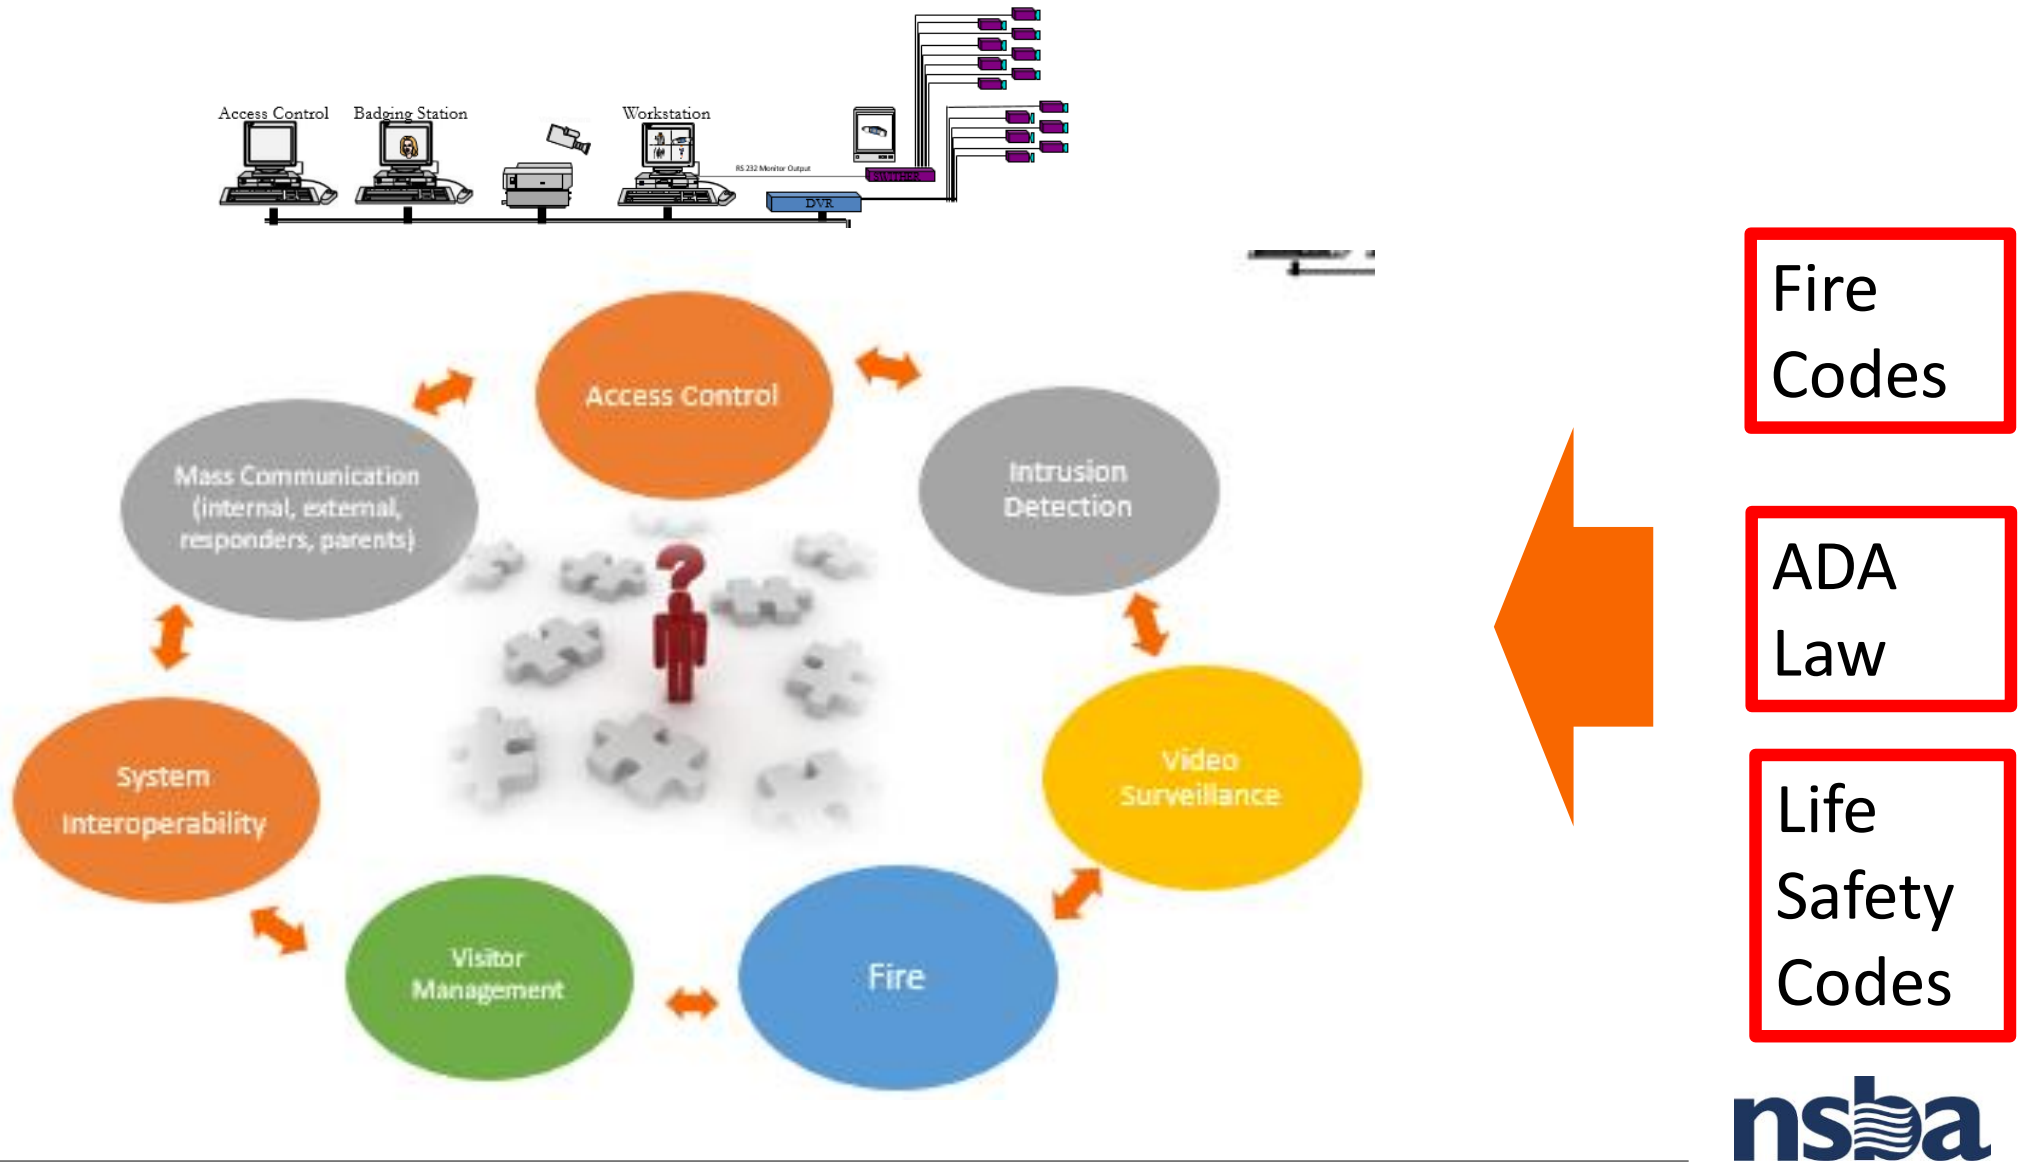 Access Control
Badging Station
Workstation
RS 232 Monitor Output
SWITHER
DVR
Access Control
Mass Communication
(internal, external,
responders, parents)
Intrusion
Detection
System
Interoperability
Video
Surveillance
Visitor
Management
Fire
Fire
Codes
ADA
Law
Life
Safety
Codes
nsba